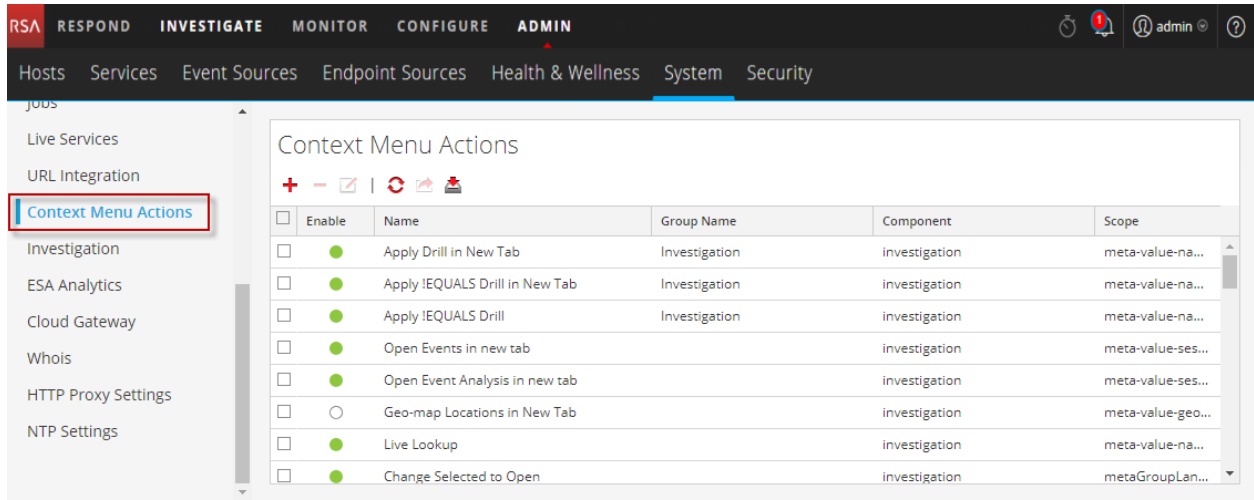 RSA RESPOND INVESTIGATE MONITOR CONFIGURE ADMIN 1 admin ?
Hosts Services Event Sources Endpoint Sources Health & Wellness System Security
Jobs
Live Services
URL Integration
Context Menu Actions
Investigation
ESA Analytics
Cloud Gateway
Whois
HTTP Proxy Settings
NTP Settings
Context Menu Actions
Enable Name Group Name Component Scope
Apply Drill in New Tab Investigation investigation meta-value-na...
Apply !EQUALS Drill in New Tab Investigation investigation meta-value-na...
Apply !EQUALS Drill Investigation investigation meta-value-na...
Open Events in new tab investigation meta-value-ses...
Open Event Analysis in new tab investigation meta-value-ses...
Geo-map Locations in New Tab investigation meta-value-geo...
Live Lookup investigation meta-value-na...
Change Selected to Open investigation metaGroupLan...